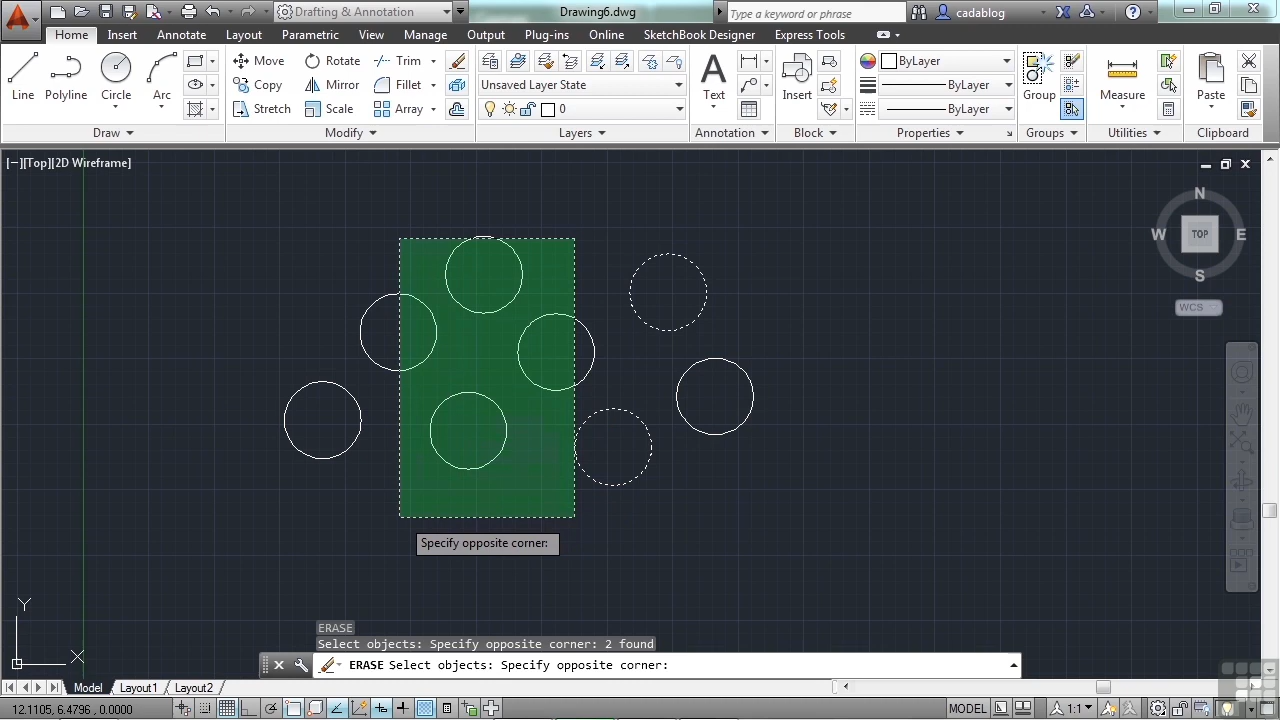 Drafting & Annotation
Drawing6.dwg
Type a keyword or phrase
cadablog
Home Insert Annotate Layout Parametric View Manage Output Plug-ins Online SketchBook Designer Express Tools
Line
Polyline
Circle
Arc
Draw
Move Rotate Trim
Copy Mirror Fillet
Stretch Scale Array
Modify
Unsaved Layer State
0
Layers
Text
Annotation
Insert
Block
ByLayer
ByLayer
ByLayer
Properties
Group
Groups
Measure
Utilities
Paste
Clipboard
[−][Top][2D Wireframe]
N
W TOP E
S
WCS
Specify opposite corner:
Y
X
ERASE
Select objects: Specify opposite corner: 2 found
ERASE Select objects: Specify opposite corner:
Model Layout1 Layout2
12.1105, 6.4796 , 0.0000
MODEL
1:1